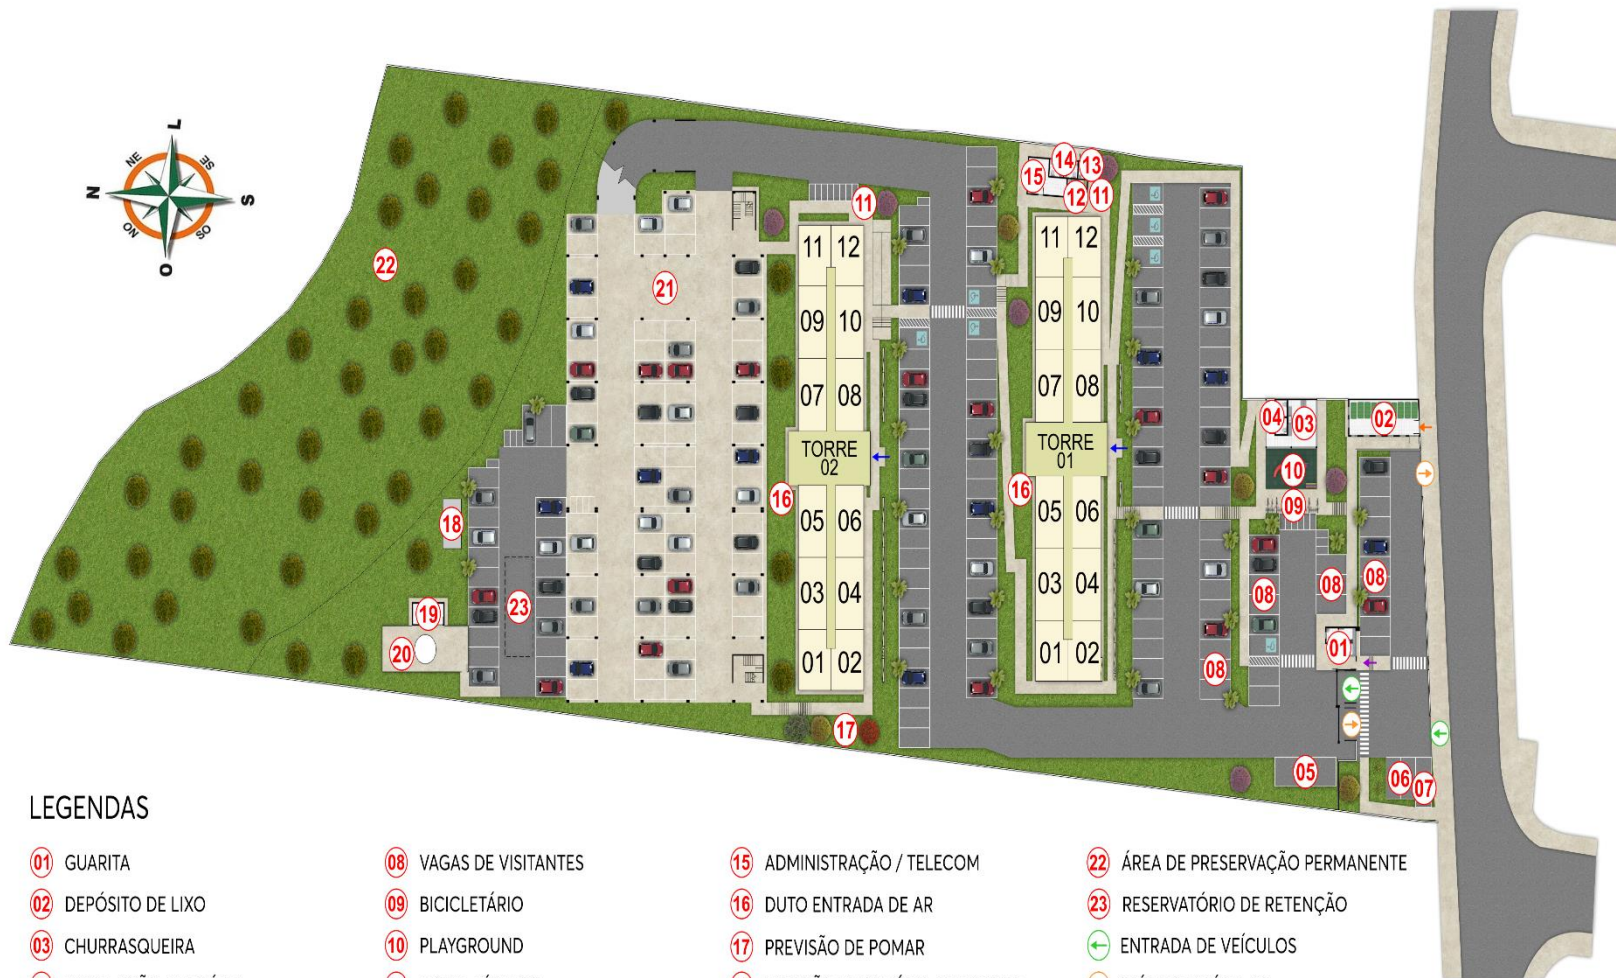 L
NE
SE
N
S
NO
SO
O
22
21
11
14
13
15
12
11
11 12
09 10
07 08
TORRE
02
05 06
03 04
01 02
11 12
09 10
07 08
TORRE
01
05 06
03 04
01 02
16
16
18
19
20
23
17
04
03
02
10
09
08
08
08
08
01
05
06
07
LEGENDAS
01 GUARITA
02 DEPÓSITO DE LIXO
03 CHURRASQUEIRA
08 VAGAS DE VISITANTES
09 BICICLETÁRIO
10 PLAYGROUND
15 ADMINISTRAÇÃO / TELECOM
16 DUTO ENTRADA DE AR
17 PREVISÃO DE POMAR
22 ÁREA DE PRESERVAÇÃO PERMANENTE
23 RESERVATÓRIO DE RETENÇÃO
ENTRADA DE VEÍCULOS